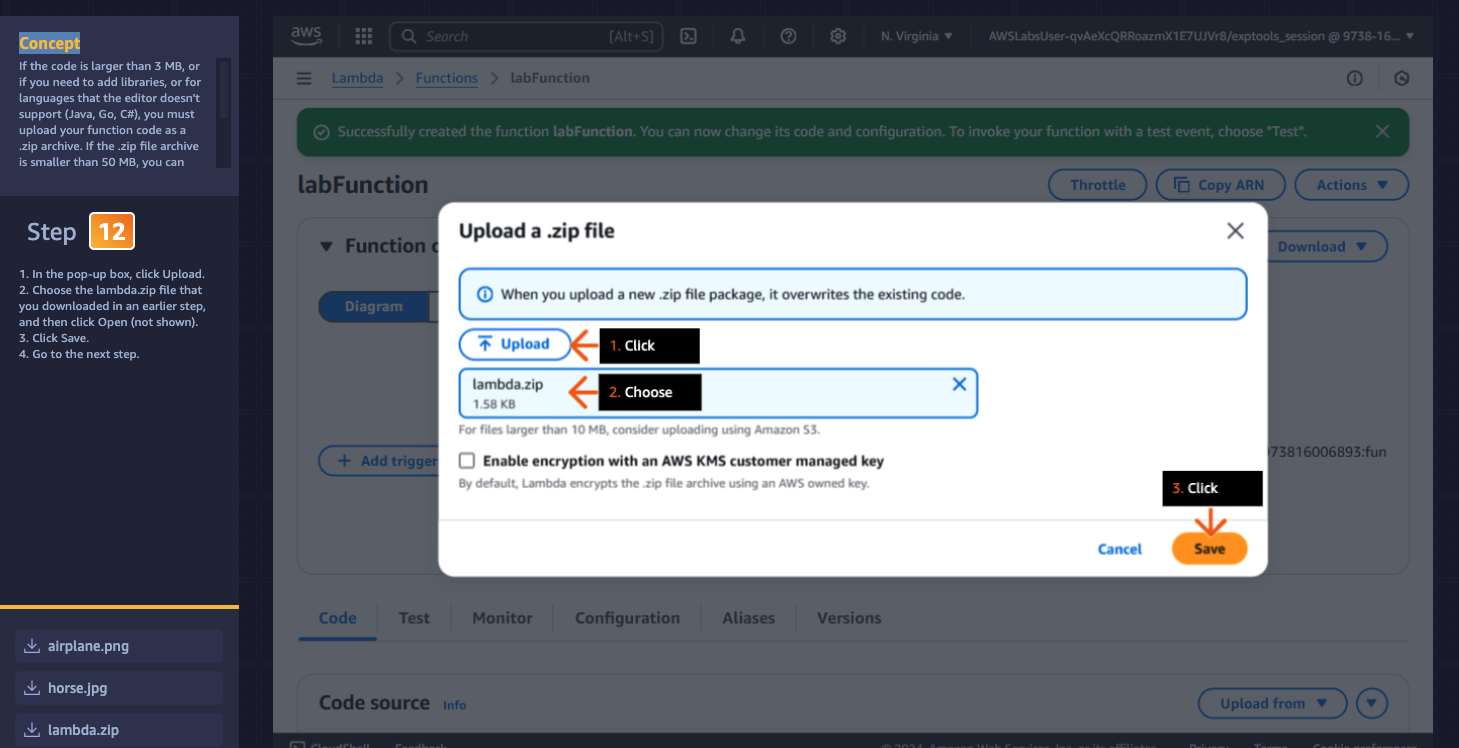 Concept
If the code is larger than 3 MB, or
if you need to add libraries, or for
languages that the editor doesn't
support (Java, Go, C#), you must
upload your function code as a
.zip archive. If the .zip file archive
is smaller than 50 MB, you can
Step 12
1. In the pop-up box, click Upload.
2. Choose the lambda.zip file that
you downloaded in an earlier step,
and then click Open (not shown).
3. Click Save.
4. Go to the next step.
airplane.png
horse.jpg
lambda.zip
aws
Search [Alt+S]
N. Virginia
AWSLabsUser-qvAeXcQRRoazmX1E7UJVr8/exptools_session @ 9738-16...
Lambda > Functions > labFunction
Successfully created the function labFunction. You can now change its code and configuration. To invoke your function with a test event, choose "Test".
labFunction
Throttle Copy ARN Actions
Function
Download
Diagram
Add trigger
973816006893:fun
Upload a .zip file
When you upload a new .zip file package, it overwrites the existing code.
Upload
1. Click
lambda.zip
1.58 KB
2. Choose
For files larger than 10 MB, consider uploading using Amazon S3.
Enable encryption with an AWS KMS customer managed key
By default, Lambda encrypts the .zip file archive using an AWS owned key.
3. Click
Cancel Save
Code Test Monitor Configuration Aliases Versions
Code source Info
Upload from
CloudShell Feedback